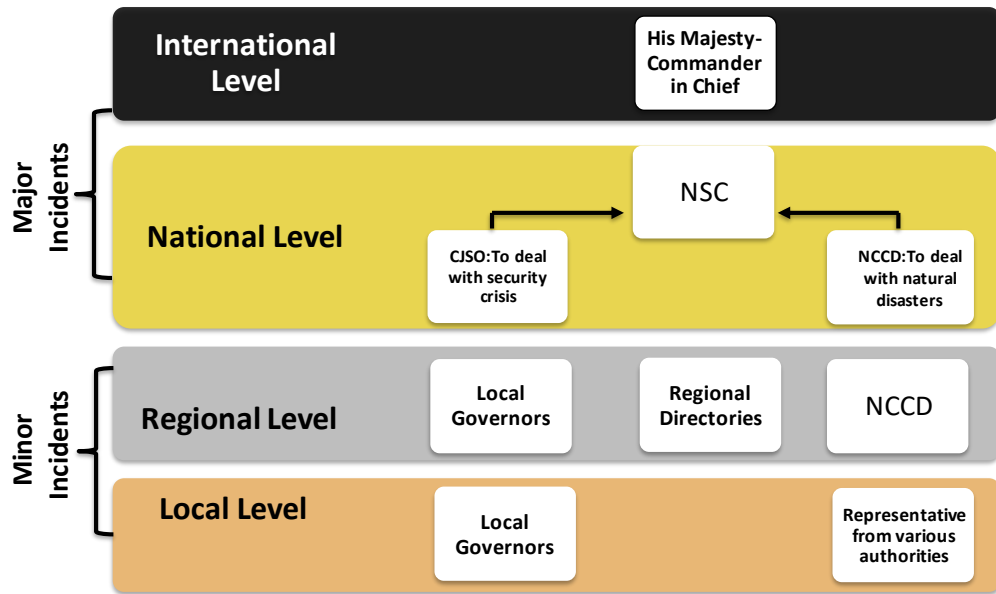 International
Level
His Majesty-
Commander
in Chief
Major
Incidents
National Level
NSC
CJSO:To deal
with security
crisis
NCCD:To deal
with natural
disasters
Minor
Incidents
Regional Level
Local
Governors
Regional
Directories
NCCD
Local Level
Local
Governors
Representative
from various
authorities